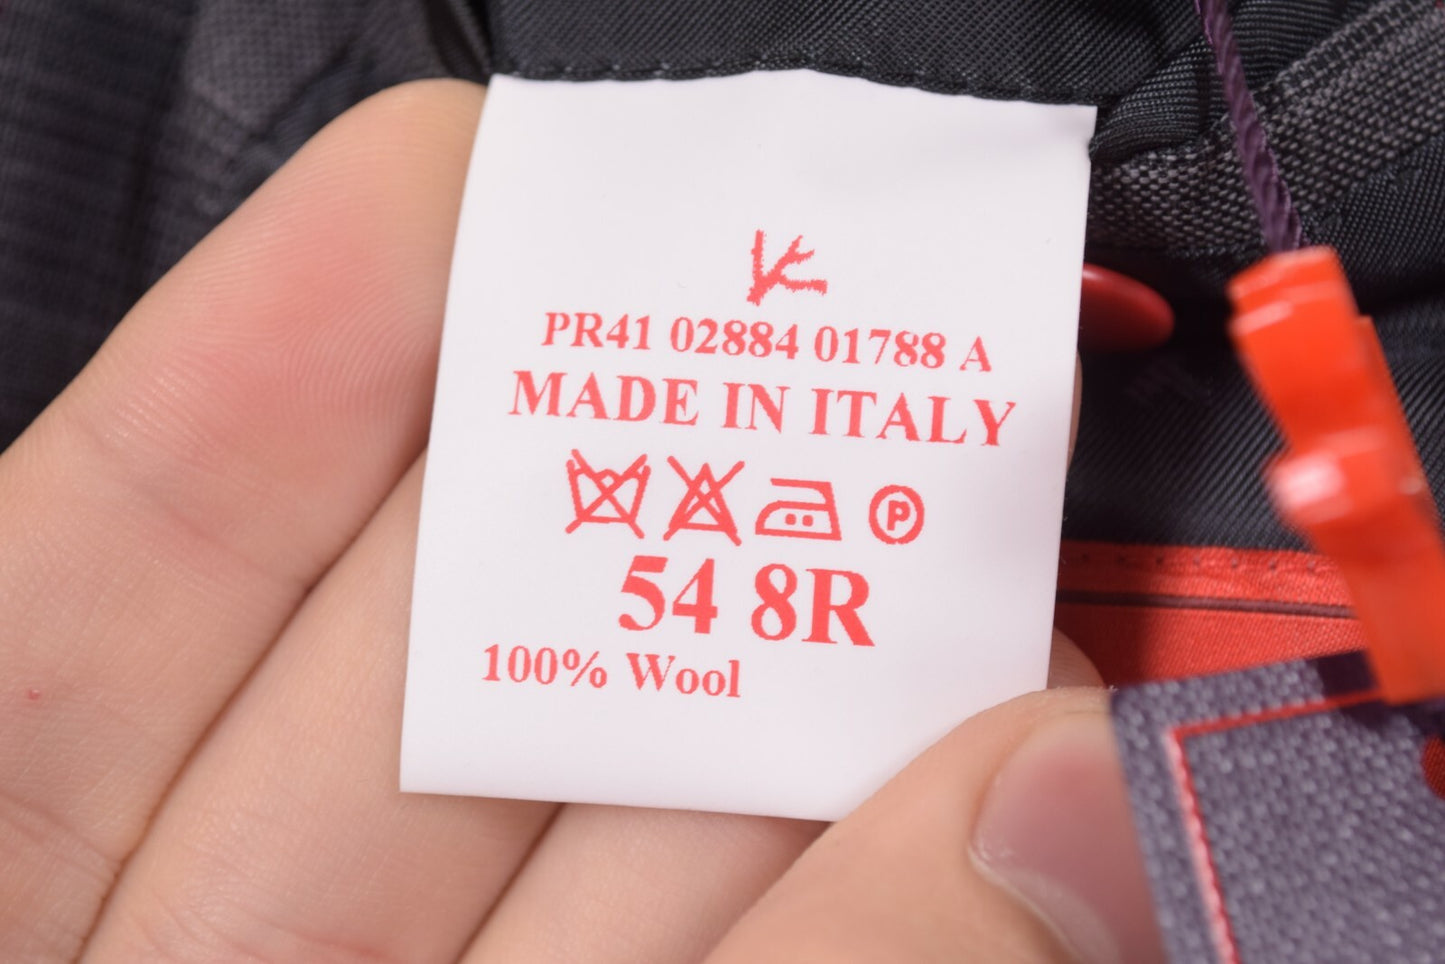 PR41 02884 01788 A
MADE IN ITALY
P
54 8R
100% Wool